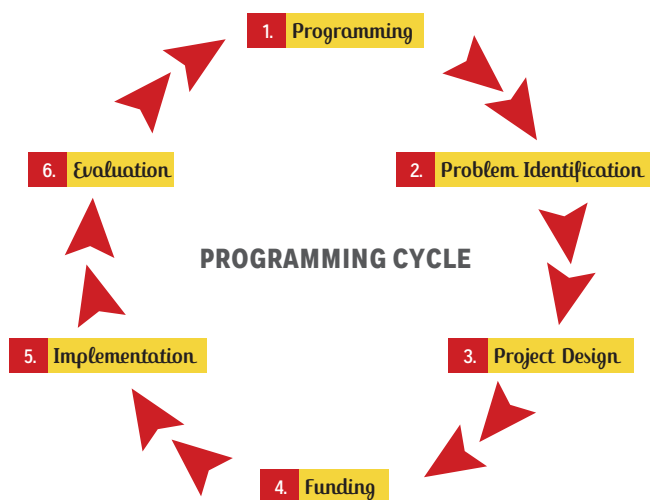 1. Programming
2. Problem Identification
6. Evaluation
PROGRAMMING CYCLE
5. Implementation
3. Project Design
4. Funding